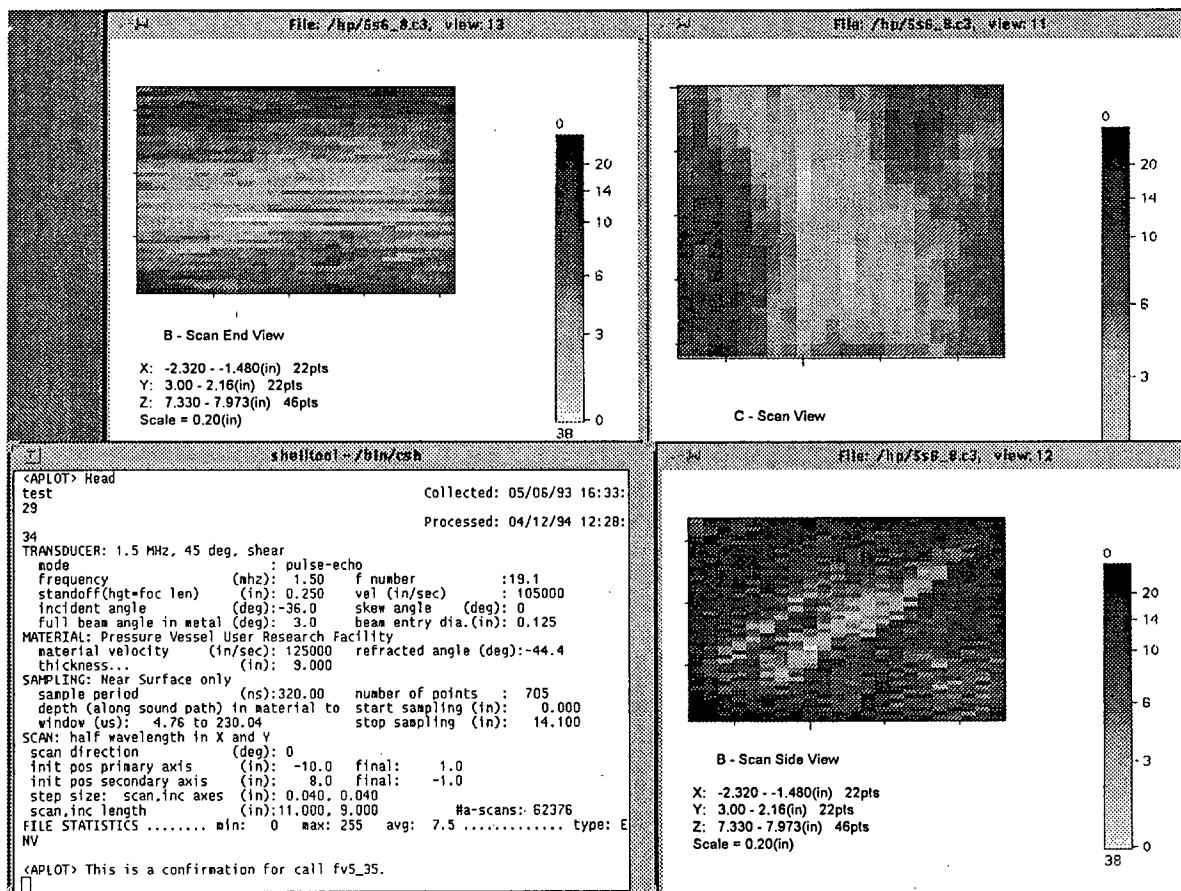 File: /hp/5s6_8.c3, view: 13
0
20
14
10
6
3
0
38
B - Scan End View
X: -2.320 - -1.480(in) 22pts
Y: 3.00 - 2.16(in) 22pts
Z: 7.330 - 7.973(in) 46pts
Scale = 0.20(in)
File: /hp/5s6_8.c3, view: 11
0
20
14
10
6
3
C - Scan View
shelltool - /bin/csh
<APLOT> Head
test Collected: 05/06/93 16:33:
29
Processed: 04/12/94 12:28:
34
TRANSDUCER: 1.5 MHz, 45 deg, shear
mode : pulse-echo
frequency (mhz): 1.50 f number :19.1
standoff(hgt=foc len) (in): 0.250 vel (in/sec) : 105000
incident angle (deg):-36.0 skew angle (deg): 0
full beam angle in metal (deg): 3.0 beam entry dia.(in): 0.125
MATERIAL: Pressure Vessel User Research Facility
material velocity (in/sec): 125000 refracted angle (deg):-44.4
thickness... (in): 9.000
SAMPLING: Near Surface only
sample period (ns):320.00 number of points : 705
depth (along sound path) in material to start sampling (in): 0.000
window (us): 4.76 to 230.04 stop sampling (in): 14.100
SCAN: half wavelength in X and Y
scan direction (deg): 0
init pos primary axis (in): -10.0 final: 1.0
init pos secondary axis (in): 8.0 final: -1.0
step size: scan,inc axes (in): 0.040, 0.040
scan,inc length (in):11.000, 9.000 #a-scans: 62376
FILE STATISTICS ........ min: 0 max: 255 avg: 7.5 ............ type: E
NV
<APLOT> This is a confirmation for call fv5_35.
File: /hp/5s6_8.c3, view: 12
0
20
14
10
6
3
0
38
B - Scan Side View
X: -2.320 - -1.480(in) 22pts
Y: 3.00 - 2.16(in) 22pts
Z: 7.330 - 7.973(in) 46pts
Scale = 0.20(in)